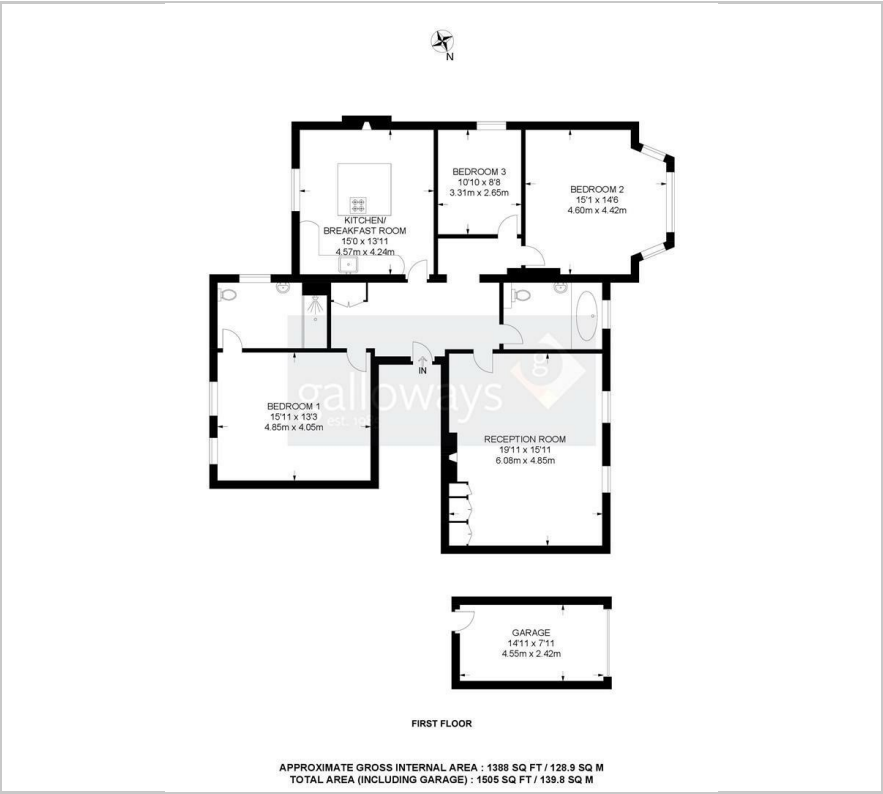 N
BEDROOM 3
10'10 x 8'8
3.31m x 2.65m
BEDROOM 2
15'1 x 14'6
4.60m x 4.42m
KITCHEN/
BREAKFAST ROOM
15'0 x 13'11
4.57m x 4.24m
IN
galloways
g
BEDROOM 1
15'11 x 13'3
4.85m x 4.05m
RECEPTION ROOM
19'11 x 15'11
6.08m x 4.85m
GARAGE
14'11 x 7'11
4.55m x 2.42m
FIRST FLOOR
APPROXIMATE GROSS INTERNAL AREA : 1388 SQ FT / 128.9 SQ M
TOTAL AREA (INCLUDING GARAGE) : 1505 SQ FT / 139.8 SQ M